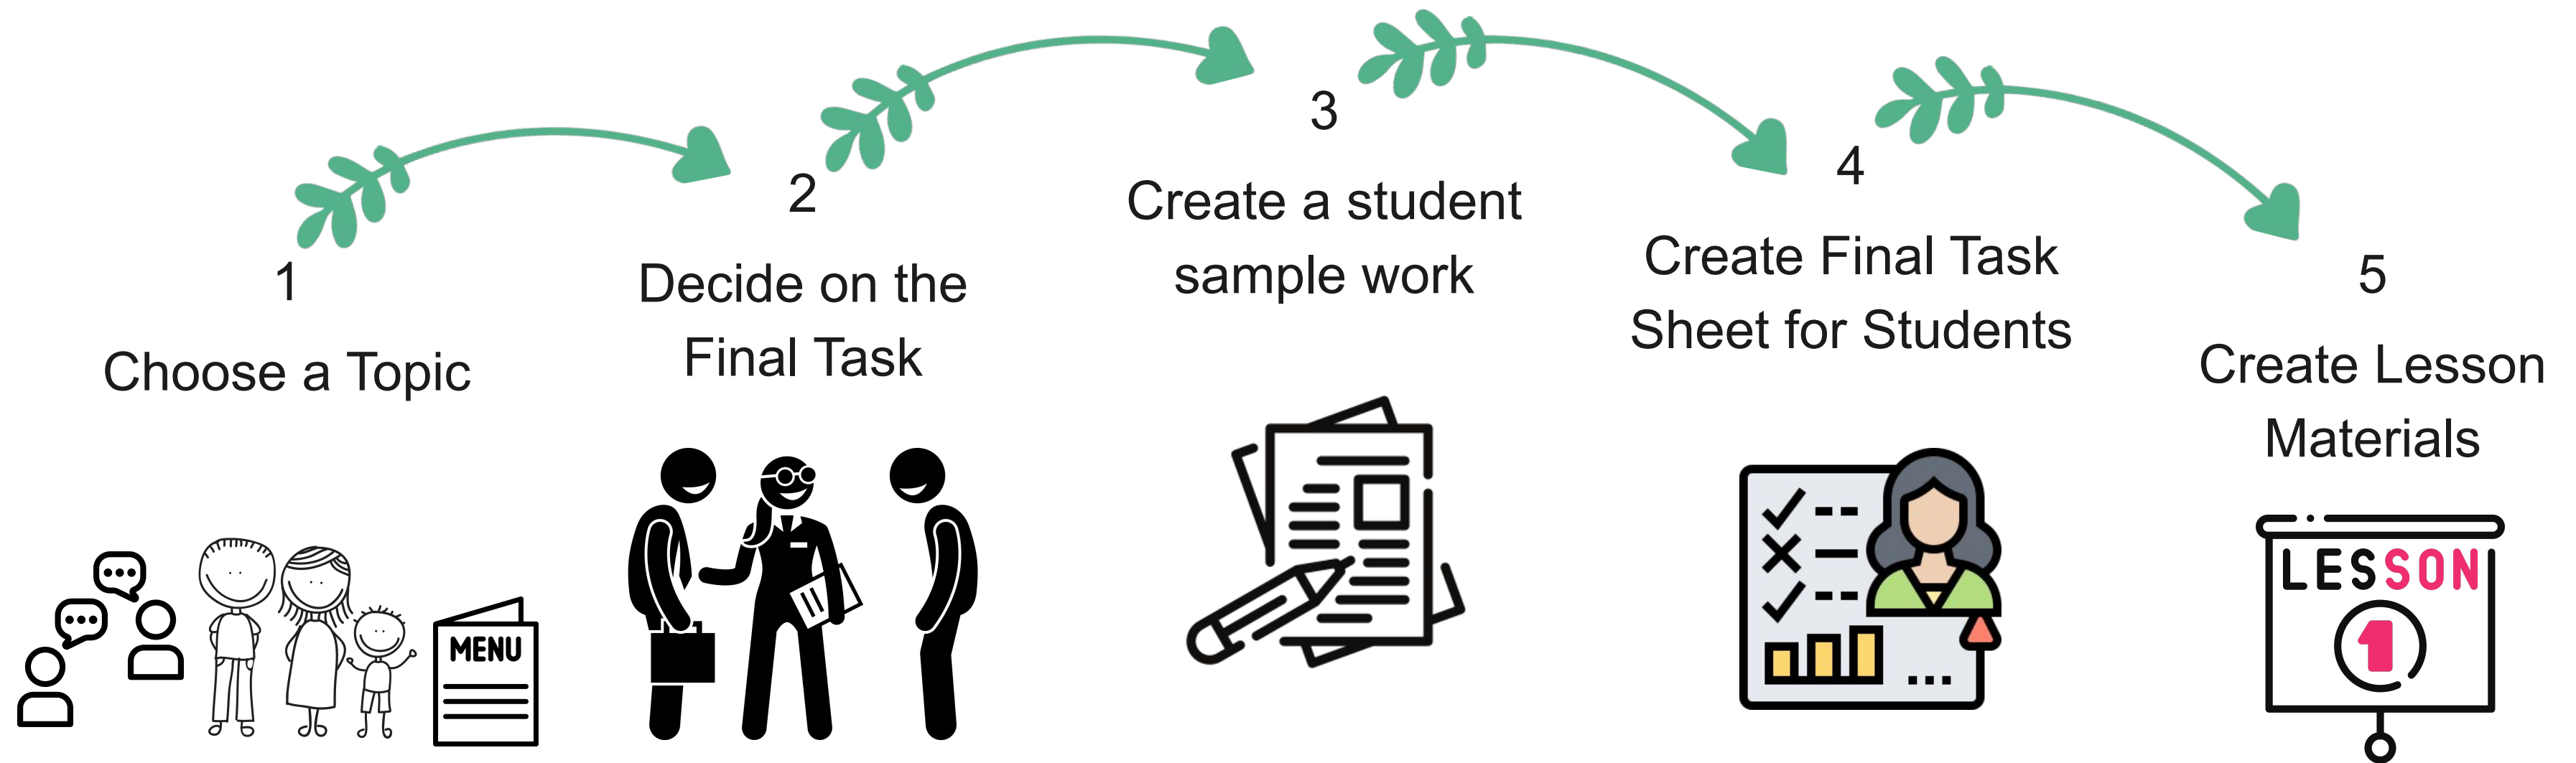 1
Choose a Topic
2
Decide on the
Final Task
3
Create a student
sample work
4
Create Final Task
Sheet for Students
5
Create Lesson
Materials
MENU
LESSON
1